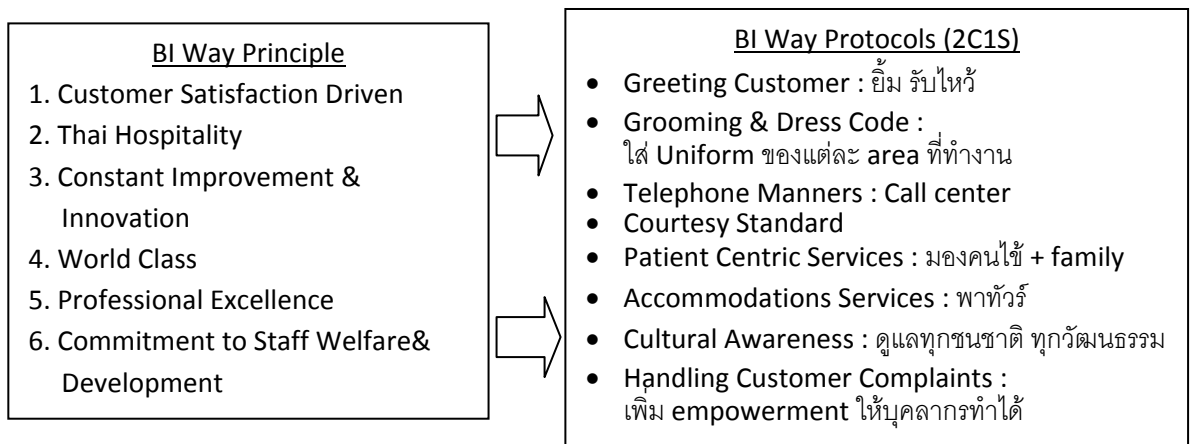 BI Way Principle
1. Customer Satisfaction Driven
2. Thai Hospitality
3. Constant Improvement &
Innovation
4. World Class
5. Professional Excellence
6. Commitment to Staff Welfare&
Development
BI Way Protocols (2C1S)
• Greeting Customer : ยิ้ม รับไหว้
• Grooming & Dress Code :
ใส่ Uniform ของแต่ละ area ที่ทำงาน
• Telephone Manners : Call center
• Courtesy Standard
• Patient Centric Services : มองคนไข้ + family
• Accommodations Services : พาทัวร์
• Cultural Awareness : ดูแลทุกชนชาติ ทุกวัฒนธรรม
• Handling Customer Complaints :
เพิ่ม empowerment ให้บุคลากรทำได้